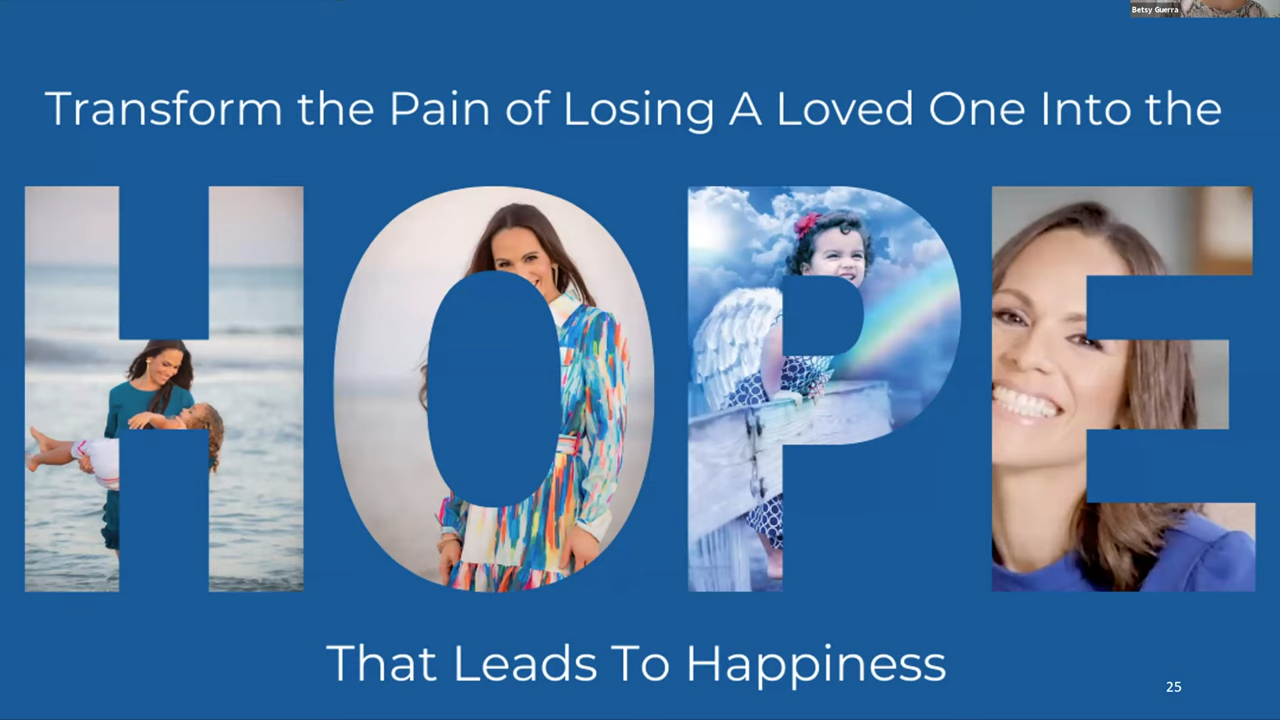 Betsy Guerra
Transform the Pain of Losing A Loved One Into the
HOPE
That Leads To Happiness
25